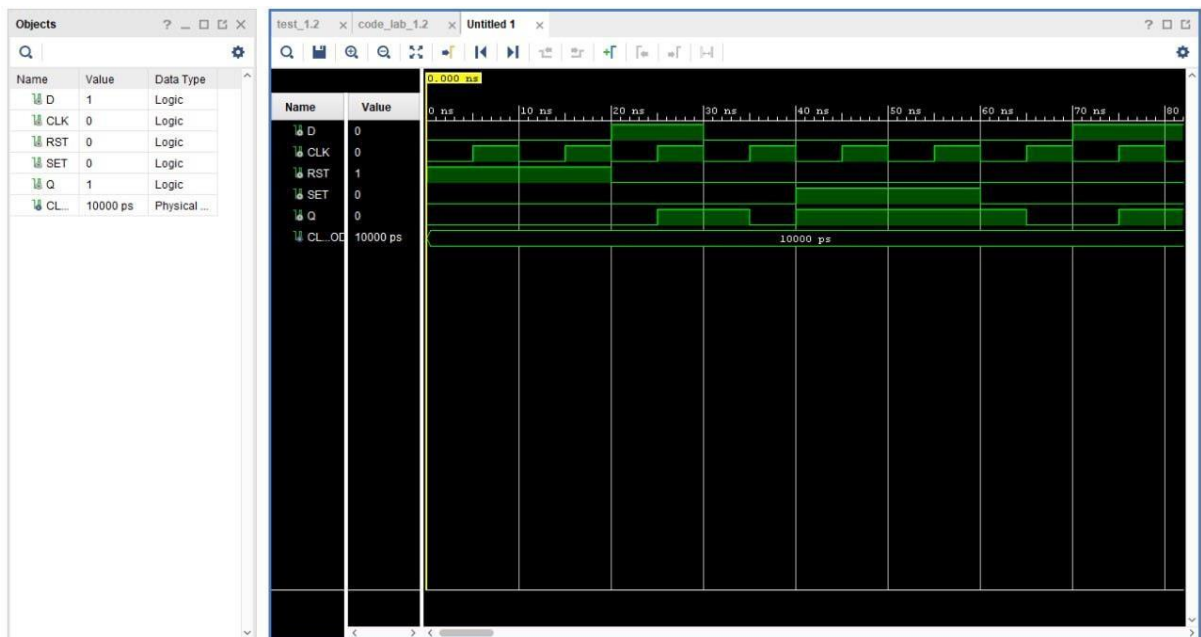 Objects
Name Value Data Type
D 1 Logic
CLK 0 Logic
RST 0 Logic
SET 0 Logic
Q 1 Logic
CL... 10000 ps Physical ...
test_1.2 code_lab_1.2 Untitled 1
0.000 ns
Name Value
0 ns 10 ns 20 ns 30 ns 40 ns 50 ns 60 ns 70 ns 80
D 0
CLK 0
RST 1
SET 0
Q 0
CL...OD 10000 ps 10000 ps